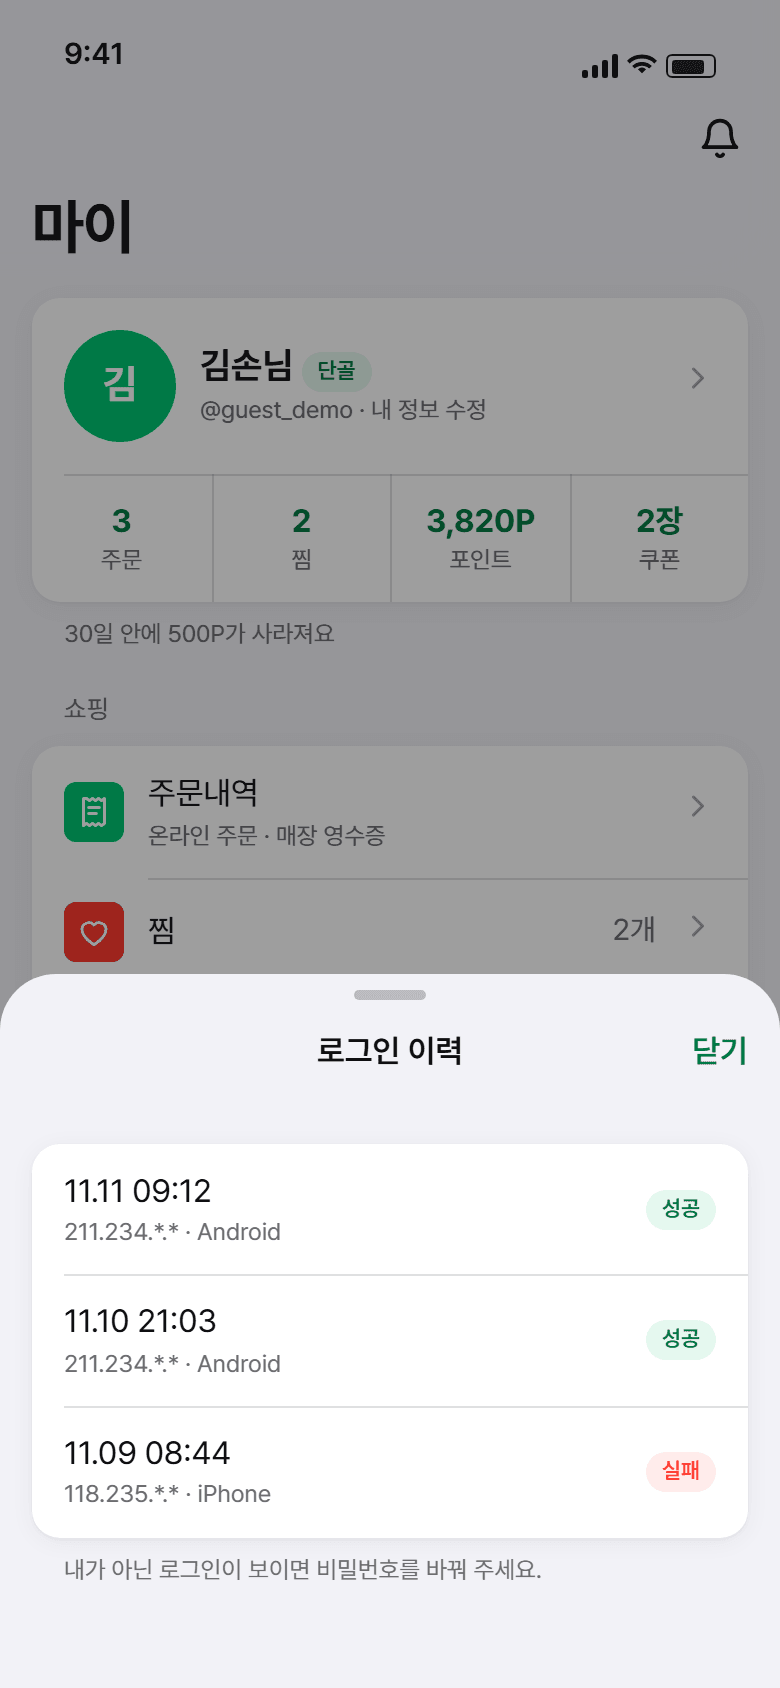 9:41
마이
김
김손님 단골
@guest_demo · 내 정보 수정
3 2 3,820P 2장
주문 찜 포인트 쿠폰
30일 안에 500P가 사라져요
쇼핑
주문내역
온라인 주문 · 매장 영수증
찜 2개
로그인 이력 닫기
11.11 09:12 성공
211.234.*.* · Android
11.10 21:03 성공
211.234.*.* · Android
11.09 08:44 실패
118.235.*.* · iPhone
내가 아닌 로그인이 보이면 비밀번호를 바꿔 주세요.